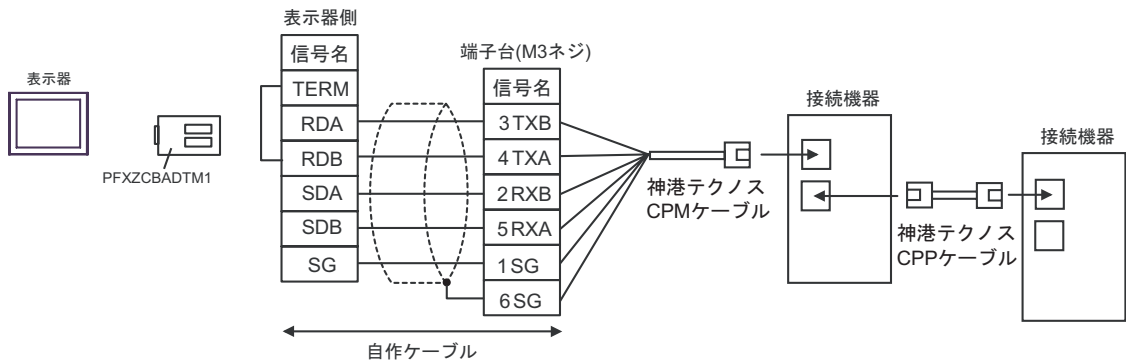 表示器
PFXZCBADTM1
表示器側
信号名
TERM
RDA
RDB
SDA
SDB
SG
端子台(M3ネジ)
信号名
3 TXB
4 TXA
2 RXB
5 RXA
1 SG
6 SG
自作ケーブル
神港テクノス
CPMケーブル
接続機器
神港テクノス
CPPケーブル
接続機器